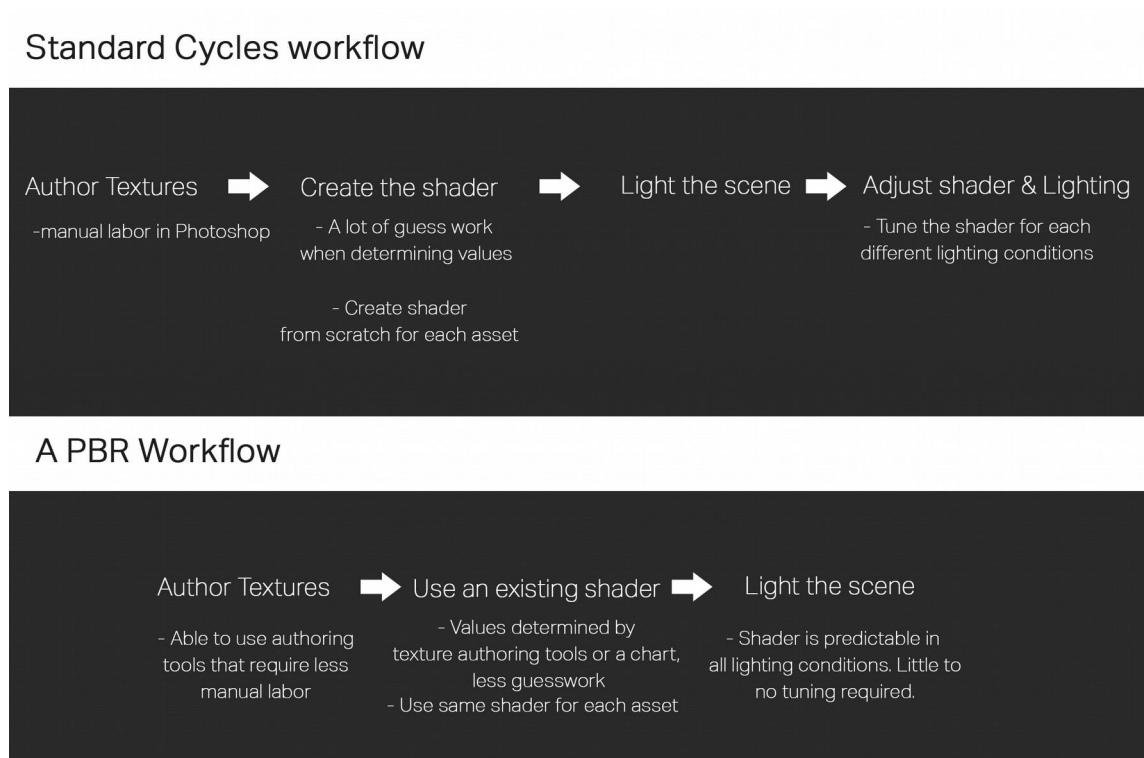 Standard Cycles workflow
Author Textures
-manual labor in Photoshop
Create the shader
- A lot of guess work
when determining values
- Create shader
from scratch for each asset
Light the scene
Adjust shader & Lighting
- Tune the shader for each
different lighting conditions
A PBR Workflow
Author Textures
- Able to use authoring
tools that require less
manual labor
Use an existing shader
- Values determined by
texture authoring tools or a chart,
less guesswork
- Use same shader for each asset
Light the scene
- Shader is predictable in
all lighting conditions. Little to
no tuning required.